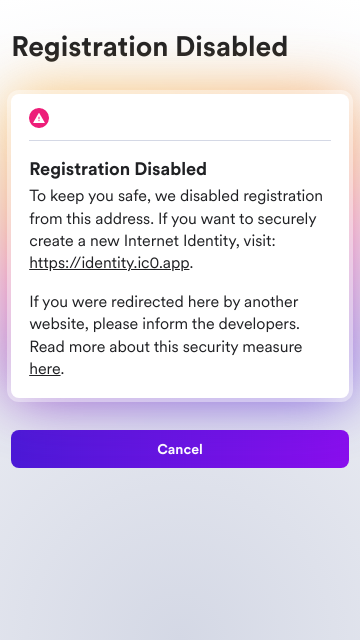 Registration Disabled
Registration Disabled
To keep you safe, we disabled registration
from this address. If you want to securely
create a new Internet Identity, visit:
https://identity.ic0.app.
If you were redirected here by another
website, please inform the developers.
Read more about this security measure
here.
Cancel